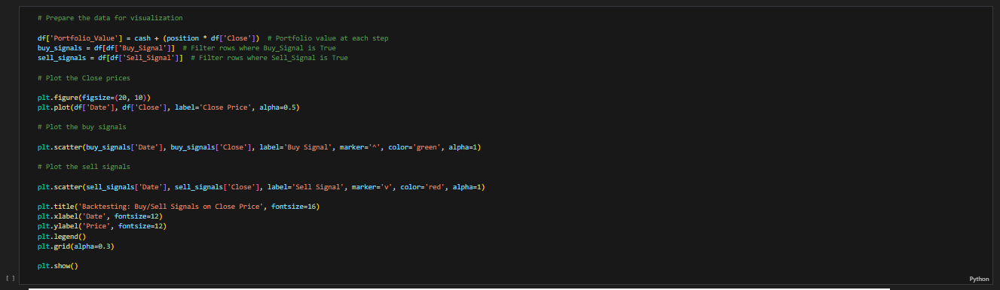 # Prepare the data for visualization
df['Portfolio_Value'] = cash + (position * df['Close'])  # Portfolio value at each step
buy_signals = df[df['Buy_Signal']]  # Filter rows where Buy_Signal is True
sell_signals = df[df['Sell_Signal']]  # Filter rows where Sell_Signal is True
# Plot the Close prices
plt.figure(figsize=(20, 10))
plt.plot(df['Date'], df['Close'], label='Close Price', alpha=0.5)
# Plot the buy signals
plt.scatter(buy_signals['Date'], buy_signals['Close'], label='Buy Signal', marker='^', color='green', alpha=1)
# Plot the sell signals
plt.scatter(sell_signals['Date'], sell_signals['Close'], label='Sell Signal', marker='v', color='red', alpha=1)
plt.title('Backtesting: Buy/Sell Signals on Close Price', fontsize=16)
plt.xlabel('Date', fontsize=12)
plt.ylabel('Price', fontsize=12)
plt.legend()
plt.grid(alpha=0.3)
plt.show()
[ ]
Python